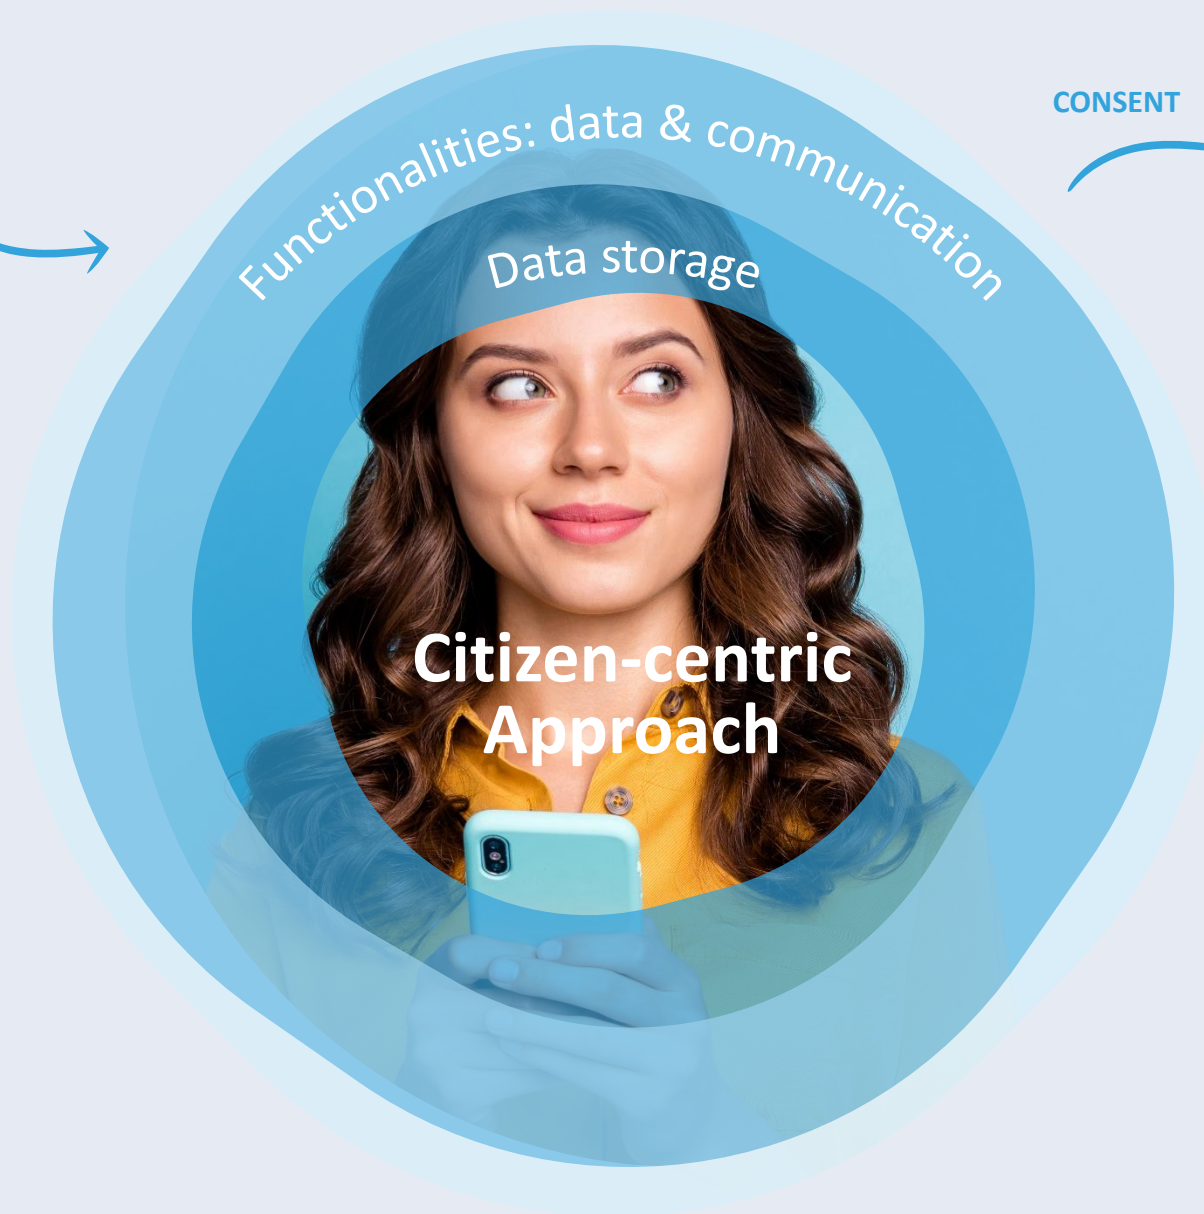 CONSENT
Functionalities: data & communication
Data storage
Citizen-centric
Approach